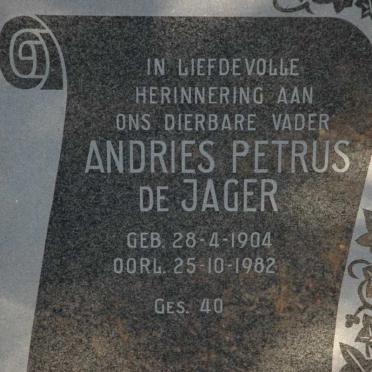 IN LIEFDEVOLLE
HERINNERING AAN
ONS DIERBARE VADER
ANDRIES PETRUS
DE JAGER
GEB. 28-4-1904
OORL. 25-10-1982
GES. 40